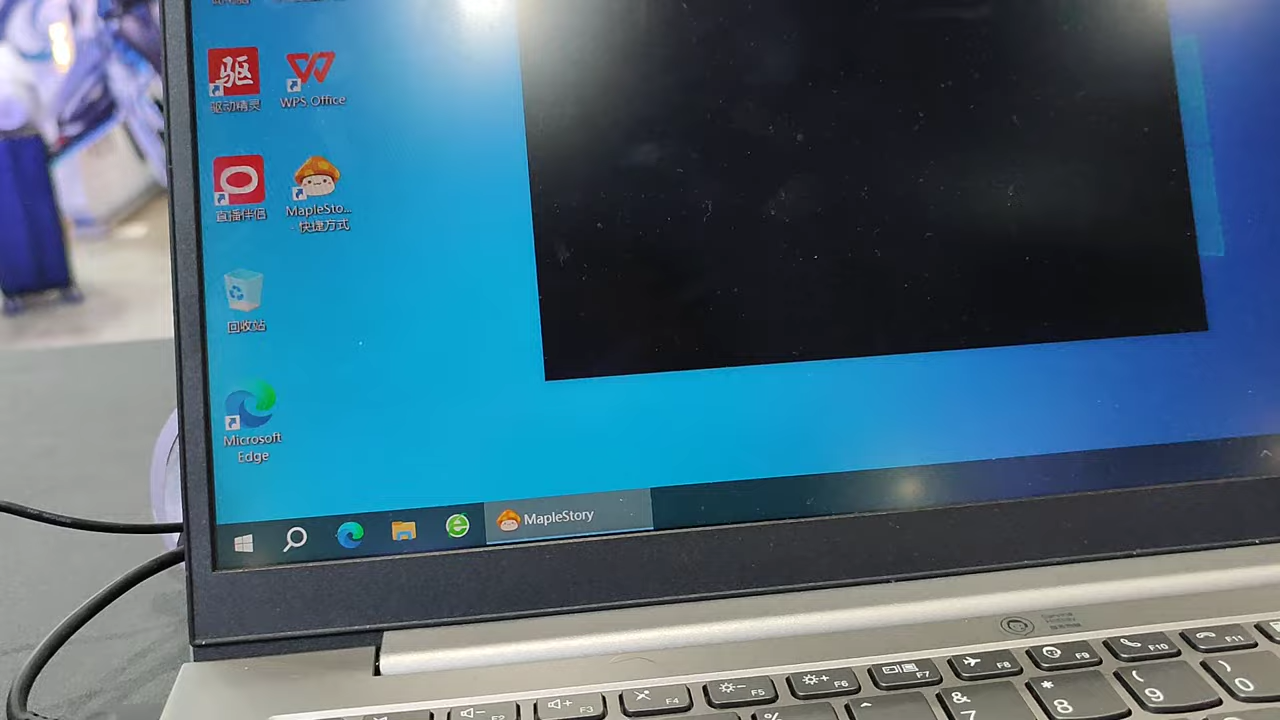 驱
驱动精灵
WPS Office
直播伴侣
MapleSto...
- 快捷方式
回收站
Microsoft
Edge
MapleStory
F2
F3
F4
F5
F6
F7
F8
F9
F10
F11
%
^
&
7
*
8
(
9
)
0